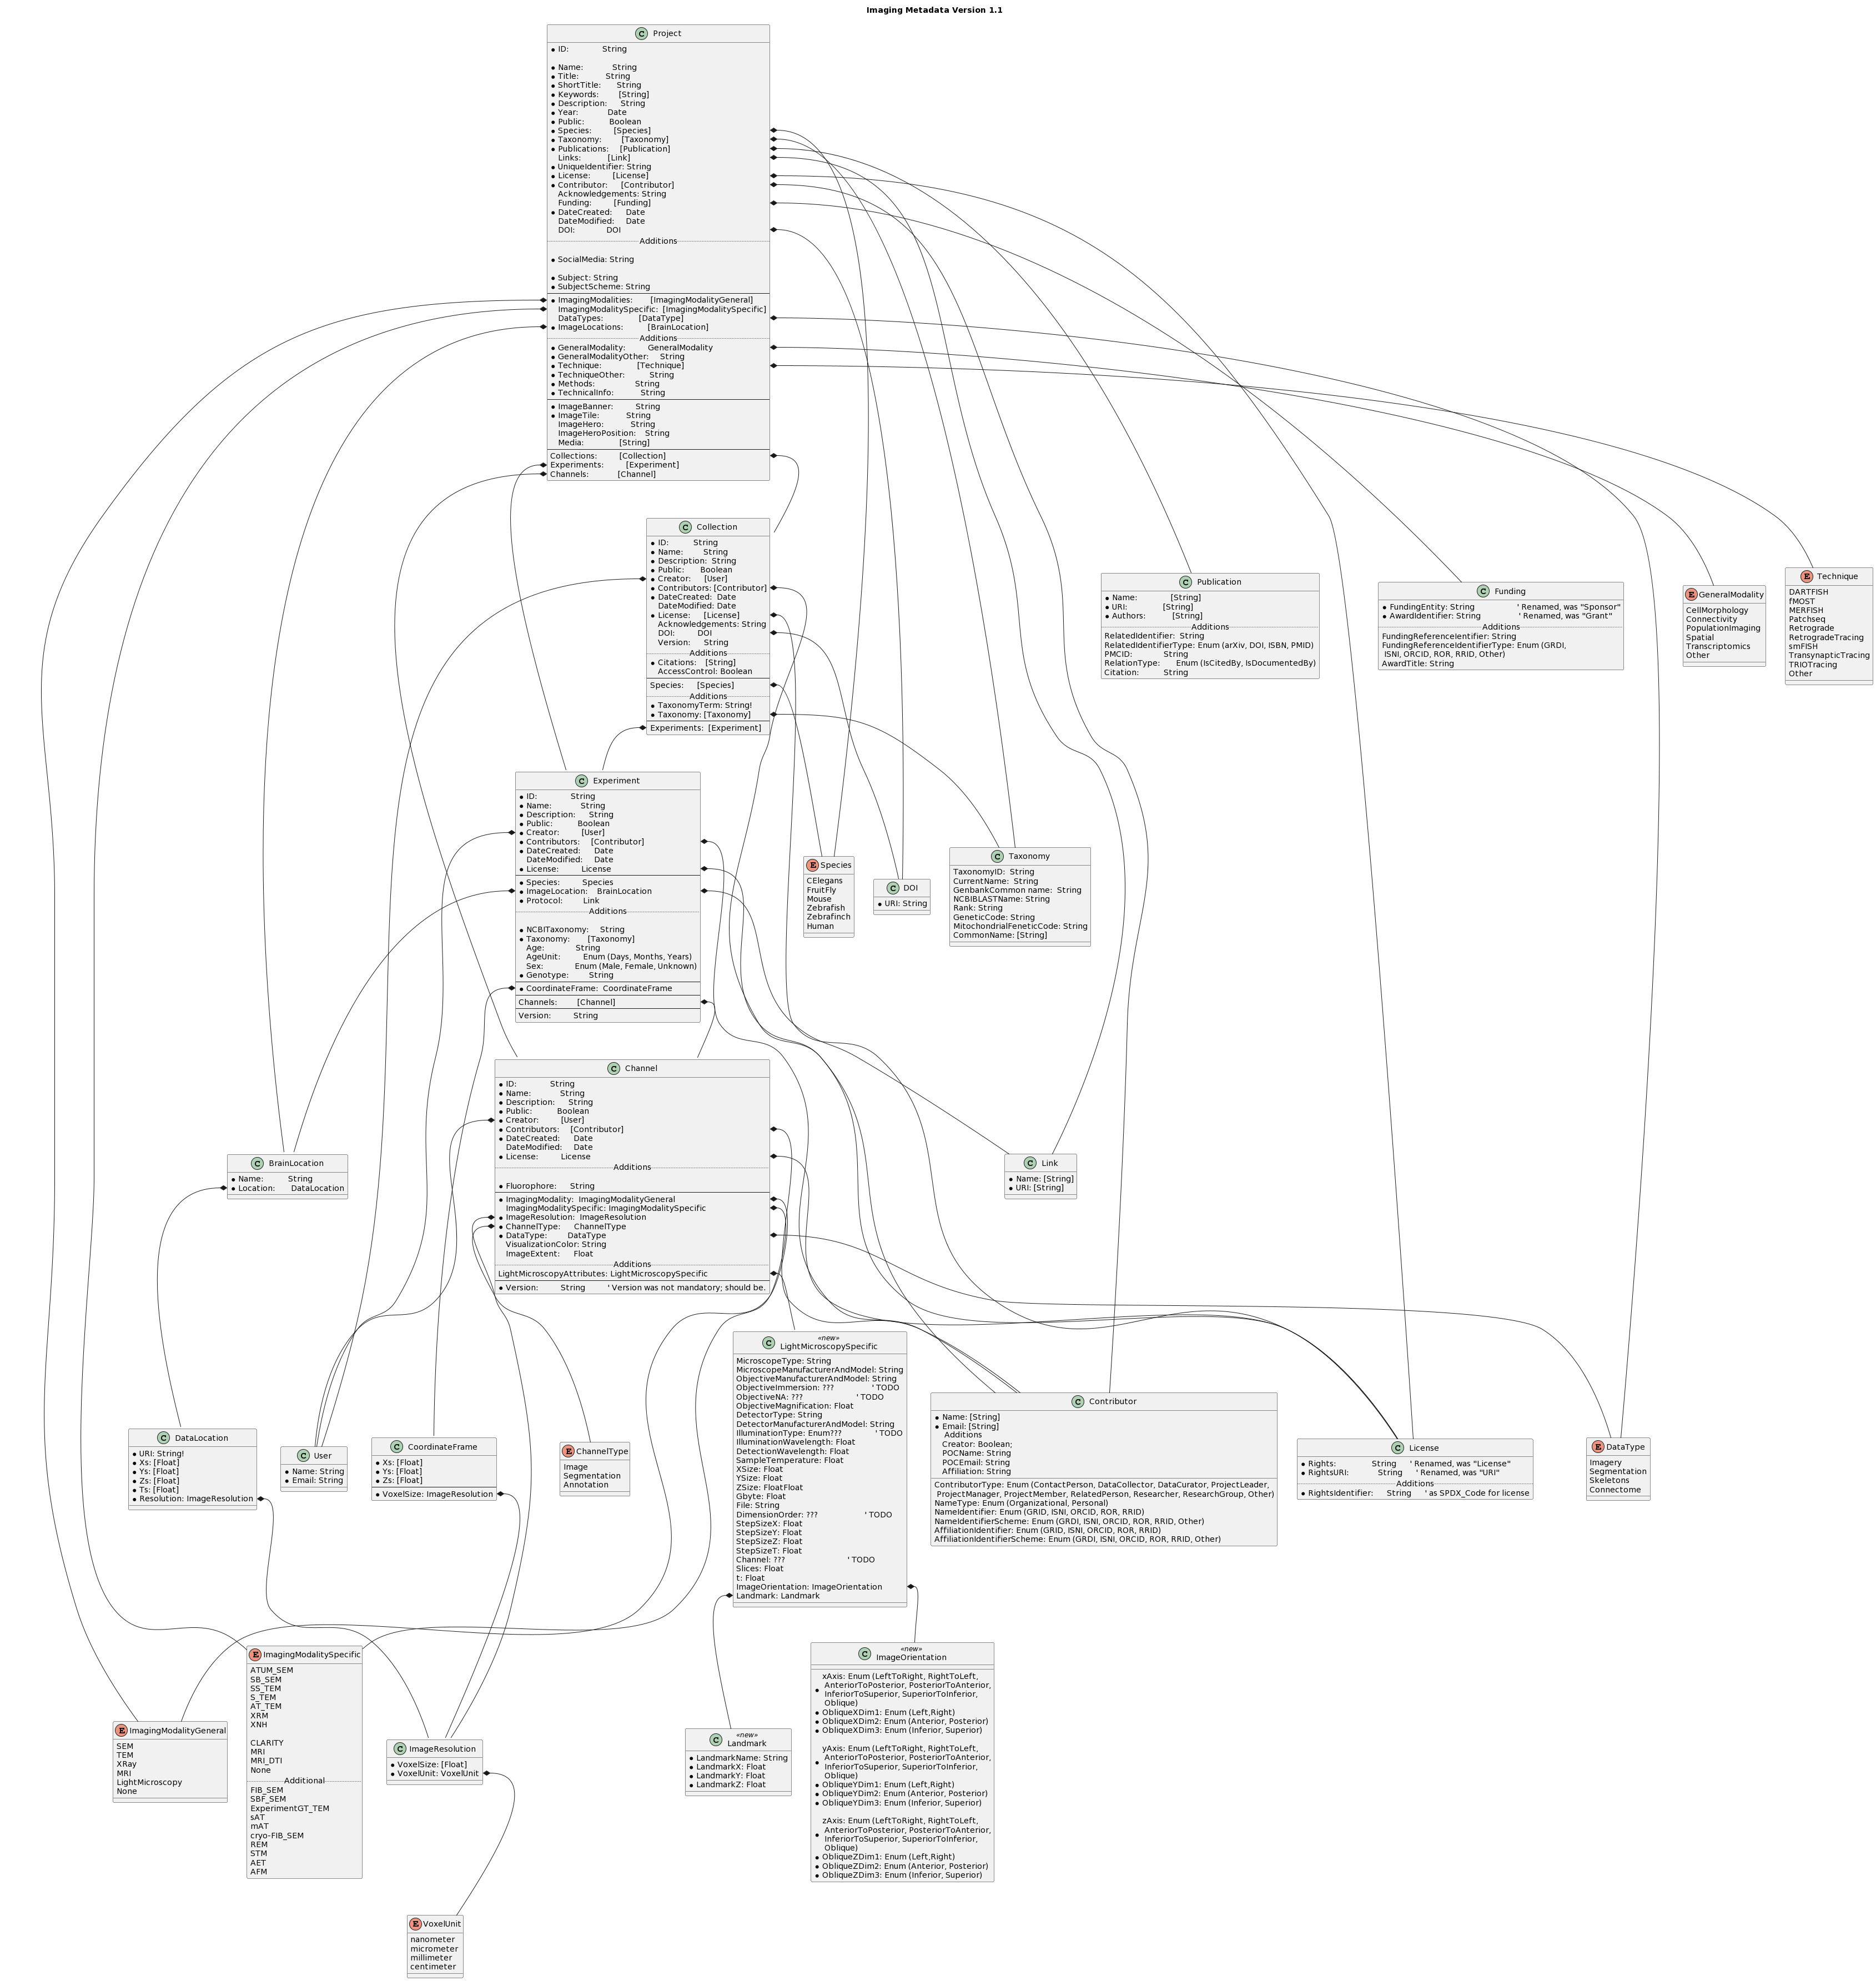 Imaging Metadata Version 1.1
C Project
ID: String
Name: String
Title: String
ShortTitle: String
Keywords: [String]
Description: String
Year: Date
Public: Boolean
Species: [Species]
Taxonomy: [Taxonomy]
Publications: [Publication]
Links: [Link]
UniqueIdentifier: String
License: [License]
Contributor: [Contributor]
Acknowledgements: String
Funding: [Funding]
DateCreated: Date
DateModified: Date
DOI: DOI
Additions
SocialMedia: String
Subject: String
SubjectScheme: String
ImagingModalities: [ImagingModalityGeneral]
ImagingModalitySpecific: [ImagingModalitySpecific]
DataTypes: [DataType]
ImageLocations: [BrainLocation]
Additions
GeneralModality: GeneralModality
GeneralModalityOther: String
Technique: [Technique]
TechniqueOther: String
Methods: String
TechnicalInfo: String
ImageBanner: String
ImageTile: String
ImageHero: String
ImageHeroPosition: String
Media: [String]
Collections: [Collection]
Experiments: [Experiment]
Channels: [Channel]
C Collection
ID: String
Name: String
Description: String
Public: Boolean
Creator: [User]
Contributors: [Contributor]
DateCreated: Date
DateModified: Date
License: [License]
Acknowledgements: String
DOI: DOI
Version: String
Additions
Citations: [String]
AccessControl: Boolean
Species: [Species]
Additions
TaxonomyTerm: String!
Taxonomy: [Taxonomy]
Experiments: [Experiment]
C Publication
Name: [String]
URI: [String]
Authors: [String]
Additions
RelatedIdentifier: String
RelatedIdentifierType: Enum (arXiv, DOI, ISBN, PMID)
PMCID: String
RelationType: Enum (IsCitedBy, IsDocumentedBy)
Citation: String
C Funding
FundingEntity: String ' Renamed, was "Sponsor"
AwardIdentifier: String ' Renamed, was "Grant"
Additions
FundingReferenceIentifier: String
FundingReferenceIdentifierType: Enum (GRDI,
ISNI, ORCID, ROR, RRID, Other)
AwardTitle: String
E GeneralModality
CellMorphology
Connectivity
PopulationImaging
Spatial
Transcriptomics
Other
E Technique
DARTFISH
fMOST
MERFISH
Patchseq
Retrograde
RetrogradeTracing
smFISH
TransynapticTracing
TRIOTracing
Other
C Experiment
ID: String
Name: String
Description: String
Public: Boolean
Creator: [User]
Contributors: [Contributor]
DateCreated: Date
DateModified: Date
License: License
Species: Species
ImageLocation: BrainLocation
Protocol: Link
Additions
NCBITaxonomy: String
Taxonomy: [Taxonomy]
Age: String
AgeUnit: Enum (Days, Months, Years)
Sex: Enum (Male, Female, Unknown)
Genotype: String
CoordinateFrame: CoordinateFrame
Channels: [Channel]
Version: String
E Species
CElegans
FruitFly
Mouse
Zebrafish
Zebrafinch
Human
C DOI
URI: String
C Taxonomy
TaxonomyID: String
CurrentName: String
GenbankCommon name: String
NCBIBLASTName: String
Rank: String
GeneticCode: String
MitochondrialFeneticCode: String
CommonName: [String]
C Channel
ID: String
Name: String
Description: String
Public: Boolean
Creator: [User]
Contributors: [Contributor]
DateCreated: Date
DateModified: Date
License: License
Additions
Fluorophore: String
ImagingModality: ImagingModalityGeneral
ImagingModalitySpecific: ImagingModalitySpecific
ImageResolution: ImageResolution
ChannelType: ChannelType
DataType: DataType
VisualizationColor: String
ImageExtent: Float
Additions
LightMicroscopyAttributes: LightMicroscopySpecific
Version: String ' Version was not mandatory; should be.
C BrainLocation
Name: String
Location: DataLocation
C Link
Name: [String]
URI: [String]
C DataLocation
URI: String!
Xs: [Float]
Ys: [Float]
Zs: [Float]
Ts: [Float]
Resolution: ImageResolution
C User
Name: String
Email: String
C CoordinateFrame
Xs: [Float]
Ys: [Float]
Zs: [Float]
VoxelSize: ImageResolution
E ChannelType
Image
Segmentation
Annotation
«new»
C LightMicroscopySpecific
MicroscopeType: String
MicroscopeManufacturerAndModel: String
ObjectiveManufacturerAndModel: String
ObjectiveImmersion: ??? ' TODO
ObjectiveNA: ??? ' TODO
ObjectiveMagnification: Float
DetectorType: String
DetectorManufacturerAndModel: String
IlluminationType: Enum??? ' TODO
IlluminationWavelength: Float
DetectionWavelength: Float
SampleTemperature: Float
XSize: Float
YSize: Float
ZSize: FloatFloat
Gbyte: Float
File: String
DimensionOrder: ??? ' TODO
StepSizeX: Float
StepSizeY: Float
StepSizeZ: Float
StepSizeT: Float
Channel: ??? ' TODO
Slices: Float
t: Float
ImageOrientation: ImageOrientation
Landmark: Landmark
C Contributor
Name: [String]
Email: [String]
Additions
Creator: Boolean;
POCName: String
POCEmail: String
Affiliation: String
ContributorType: Enum (ContactPerson, DataCollector, DataCurator, ProjectLeader,
ProjectManager, ProjectMember, RelatedPerson, Researcher, ResearchGroup, Other)
NameType: Enum (Organizational, Personal)
NameIdentifier: Enum (GRID, ISNI, ORCID, ROR, RRID)
NameIdentifierScheme: Enum (GRDI, ISNI, ORCID, ROR, RRID, Other)
AffiliationIdentifier: Enum (GRID, ISNI, ORCID, ROR, RRID)
AffiliationIdentifierScheme: Enum (GRDI, ISNI, ORCID, ROR, RRID, Other)
C License
Rights: String ' Renamed, was "License"
RightsURI: String ' Renamed, was "URI"
Additions
RightsIdentifier: String ' as SPDX_Code for license
E DataType
Imagery
Segmentation
Skeletons
Connectome
E ImagingModalityGeneral
SEM
TEM
XRay
MRI
LightMicroscopy
None
E ImagingModalitySpecific
ATUM_SEM
SB_SEM
SS_TEM
S_TEM
AT_TEM
XRM
XNH
CLARITY
MRI
MRI_DTI
None
Additional
FIB_SEM
SBF_SEM
ExperimentGT_TEM
sAT
mAT
cryo-FIB_SEM
REM
STM
AET
AFM
C ImageResolution
VoxelSize: [Float]
VoxelUnit: VoxelUnit
«new»
C Landmark
LandmarkName: String
LandmarkX: Float
LandmarkY: Float
LandmarkZ: Float
«new»
C ImageOrientation
xAxis: Enum (LeftToRight, RightToLeft,
AnteriorToPosterior, PosteriorToAnterior,
InferiorToSuperior, SuperiorToInferior,
Oblique)
ObliqueXDim1: Enum (Left,Right)
ObliqueXDim2: Enum (Anterior, Posterior)
ObliqueXDim3: Enum (Inferior, Superior)
yAxis: Enum (LeftToRight, RightToLeft,
AnteriorToPosterior, PosteriorToAnterior,
InferiorToSuperior, SuperiorToInferior,
Oblique)
ObliqueYDim1: Enum (Left,Right)
ObliqueYDim2: Enum (Anterior, Posterior)
ObliqueYDim3: Enum (Inferior, Superior)
zAxis: Enum (LeftToRight, RightToLeft,
AnteriorToPosterior, PosteriorToAnterior,
InferiorToSuperior, SuperiorToInferior,
Oblique)
ObliqueZDim1: Enum (Left,Right)
ObliqueZDim2: Enum (Anterior, Posterior)
ObliqueZDim3: Enum (Inferior, Superior)
E VoxelUnit
nanometer
micrometer
millimeter
centimeter